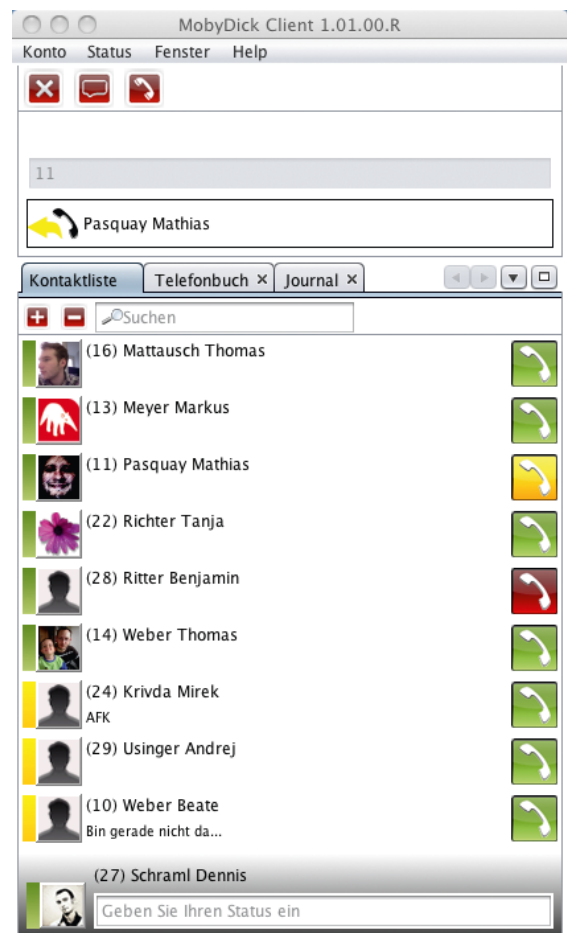 MobyDick Client 1.01.00.R
Konto Status Fenster Help
11
Pasquay Mathias
Kontaktliste Telefonbuch × Journal ×
Suchen
(16) Mattausch Thomas
(13) Meyer Markus
(11) Pasquay Mathias
(22) Richter Tanja
(28) Ritter Benjamin
(14) Weber Thomas
(24) Krivda Mirek
AFK
(29) Usinger Andrej
(10) Weber Beate
Bin gerade nicht da...
(27) Schraml Dennis
Geben Sie Ihren Status ein